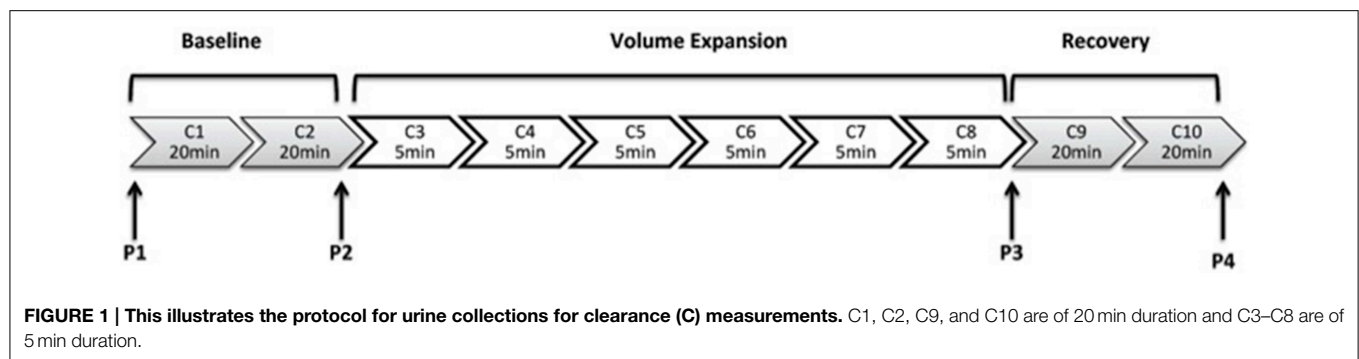 Baseline Volume Expansion Recovery
C1 C2 C3 C4 C5 C6 C7 C8 C9 C10
20min 20min 5min 5min 5min 5min 5min 5min 20min 20min
P1 P2 P3 P4
FIGURE 1 | This illustrates the protocol for urine collections for clearance (C) measurements. C1, C2, C9, and C10 are of 20 min duration and C3–C8 are of
5 min duration.